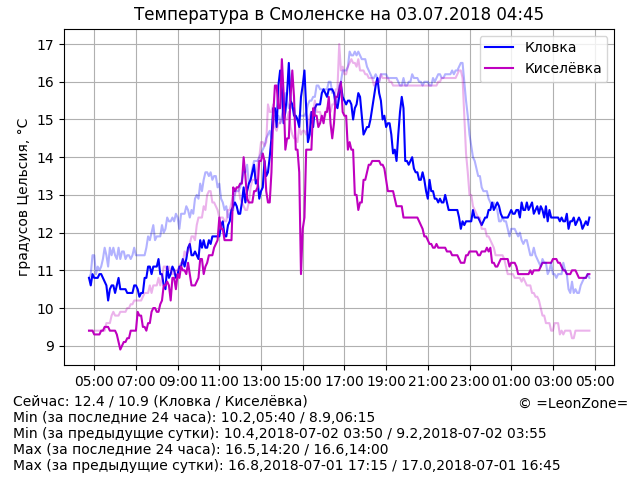 Температура в Смоленске на 03.07.2018 04:45
Кловка
Киселёвка
градусов Цельсия, °C
17
16
15
14
13
12
11
10
9
05:00 07:00 09:00 11:00 13:00 15:00 17:00 19:00 21:00 23:00 01:00 03:00 05:00
Сейчас: 12.4 / 10.9 (Кловка / Киселёвка)
© =LeonZone=
Min (за последние 24 часа): 10.2,05:40 / 8.9,06:15
Min (за предыдущие сутки): 10.4,2018-07-02 03:50 / 9.2,2018-07-02 03:55
Max (за последние 24 часа): 16.5,14:20 / 16.6,14:00
Max (за предыдущие сутки): 16.8,2018-07-01 17:15 / 17.0,2018-07-01 16:45